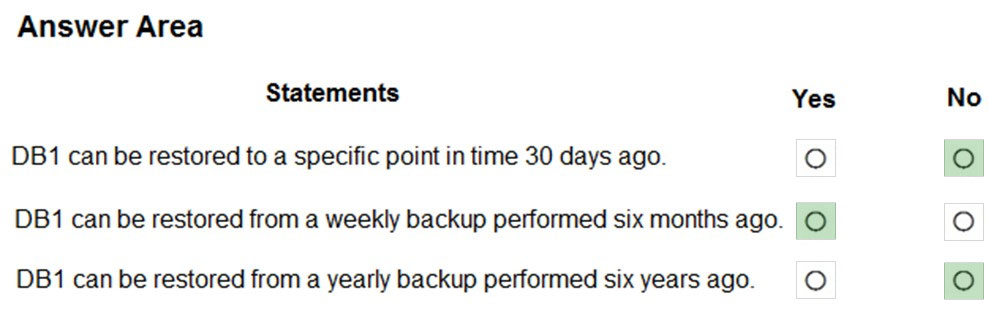 Answer Area
Statements Yes No
DB1 can be restored to a specific point in time 30 days ago.
DB1 can be restored from a weekly backup performed six months ago.
DB1 can be restored from a yearly backup performed six years ago.